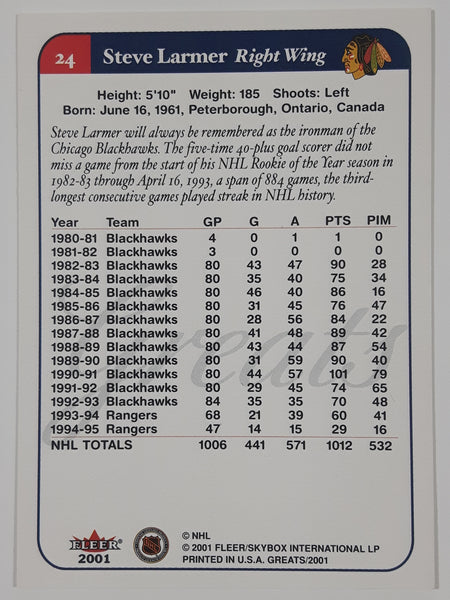 24 Steve Larmer Right Wing
Height: 5'10" Weight: 185 Shoots: Left
Born: June 16, 1961, Peterborough, Ontario, Canada
Steve Larmer will always be remembered as the ironman of the
Chicago Blackhawks. The five-time 40-plus goal scorer did not
miss a game from the start of his NHL Rookie of the Year season in
1982-83 through April 16, 1993, a span of 884 games, the third-
longest consecutive games played streak in NHL history.
Year Team GP G A PTS PIM
1980-81 Blackhawks 4 0 1 1 0
1981-82 Blackhawks 3 0 0 0 0
1982-83 Blackhawks 80 43 47 90 28
1983-84 Blackhawks 80 35 40 75 34
1984-85 Blackhawks 80 46 40 86 16
1985-86 Blackhawks 80 31 45 76 47
1986-87 Blackhawks 80 28 56 84 22
1987-88 Blackhawks 80 41 48 89 42
1988-89 Blackhawks 80 43 44 87 54
1989-90 Blackhawks 80 31 59 90 40
1990-91 Blackhawks 80 44 57 101 79
1991-92 Blackhawks 80 29 45 74 65
1992-93 Blackhawks 84 35 35 70 48
1993-94 Rangers 68 21 39 60 41
1994-95 Rangers 47 14 15 29 16
NHL TOTALS 1006 441 571 1012 532
Greats
FLEER
2001
NHL
© NHL
© 2001 FLEER/SKYBOX INTERNATIONAL LP
PRINTED IN U.S.A. GREATS/2001